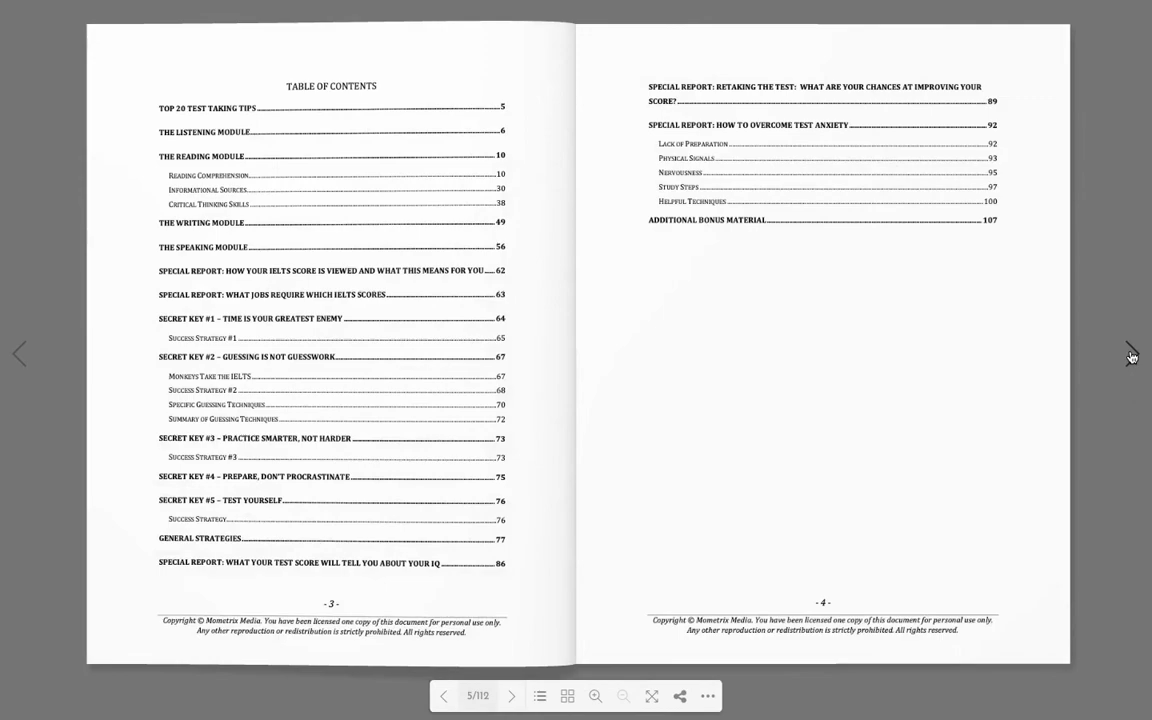 TABLE OF CONTENTS
TOP 20 TEST TAKING TIPS 5
THE LISTENING MODULE 6
THE READING MODULE 10
READING COMPREHENSION 10
INFORMATIONAL SOURCES 30
CRITICAL THINKING SKILLS 38
THE WRITING MODULE 49
THE SPEAKING MODULE 56
SPECIAL REPORT: HOW YOUR IELTS SCORE IS VIEWED AND WHAT THIS MEANS FOR YOU 62
SPECIAL REPORT: WHAT JOBS REQUIRE WHICH IELTS SCORES 63
SECRET KEY #1 – TIME IS YOUR GREATEST ENEMY 64
SUCCESS STRATEGY #1 65
SECRET KEY #2 – GUESSING IS NOT GUESSWORK 67
MONKEYS TAKE THE IELTS 67
SUCCESS STRATEGY #2 68
SPECIFIC GUESSING TECHNIQUES 70
SUMMARY OF GUESSING TECHNIQUES 72
SECRET KEY #3 – PRACTICE SMARTER, NOT HARDER 73
SUCCESS STRATEGY #3 73
SECRET KEY #4 – PREPARE, DON'T PROCRASTINATE 75
SECRET KEY #5 – TEST YOURSELF 76
SUCCESS STRATEGY 76
GENERAL STRATEGIES 77
SPECIAL REPORT: WHAT YOUR TEST SCORE WILL TELL YOU ABOUT YOUR IQ 86
- 3 -
Copyright © Mometrix Media. You have been licensed one copy of this document for personal use only.
Any other reproduction or redistribution is strictly prohibited. All rights reserved.
SPECIAL REPORT: RETAKING THE TEST: WHAT ARE YOUR CHANCES AT IMPROVING YOUR
SCORE? 89
SPECIAL REPORT: HOW TO OVERCOME TEST ANXIETY 92
LACK OF PREPARATION 92
PHYSICAL SIGNALS 93
NERVOUSNESS 95
STUDY STEPS 97
HELPFUL TECHNIQUES 100
ADDITIONAL BONUS MATERIAL 107
- 4 -
Copyright © Mometrix Media. You have been licensed one copy of this document for personal use only.
Any other reproduction or redistribution is strictly prohibited. All rights reserved.
5/112